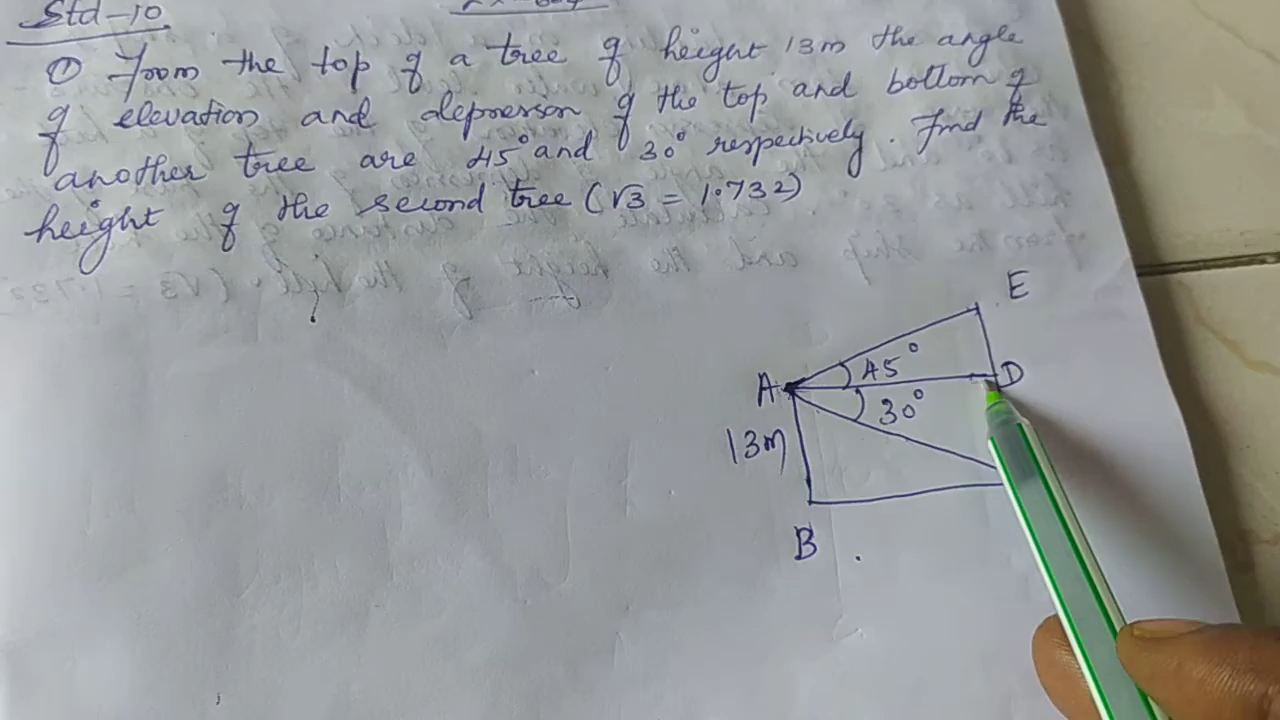 Std-10
① From the top of a tree of height 13m the angle
of elevation and depression of the top and bottom of
another tree are 45° and 30° respectively. Find the
height of the second tree (√3 = 1.732)
E
A 45° D
30°
13m
B